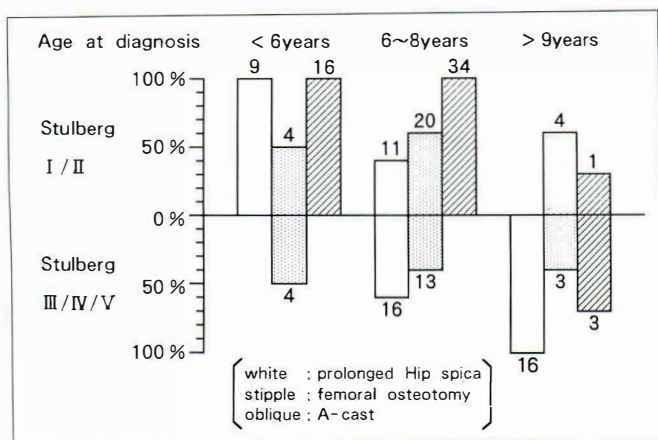 Age at diagnosis < 6years 6~8years > 9years
9 16 34
100 %
4 20 4
Stulberg
50 %
11 1
I / II
0 %
Stulberg
50 %
4 16 13 3 3
III/IV/V
100 %
16
white : prolonged Hip spica
stipple : femoral osteotomy
oblique : A-cast